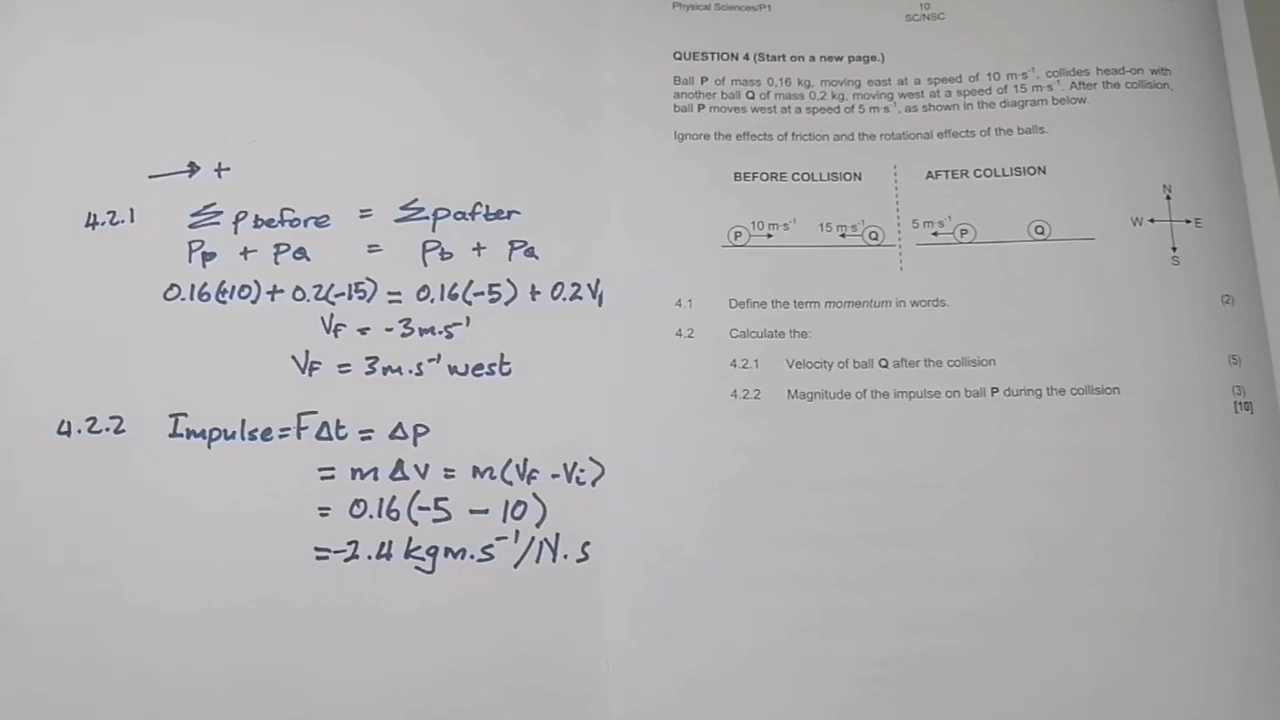 Physical Sciences/P1
10
SC/NSC
QUESTION 4 (Start on a new page.)
Ball P of mass 0,16 kg, moving east at a speed of 10 m·s⁻¹, collides head-on with
another ball Q of mass 0,2 kg, moving west at a speed of 15 m·s⁻¹. After the collision,
ball P moves west at a speed of 5 m·s⁻¹, as shown in the diagram below.
Ignore the effects of friction and the rotational effects of the balls.
BEFORE COLLISION
AFTER COLLISION
P 10 m·s⁻¹ 15 m·s⁻¹ Q
5 m·s⁻¹ P Q
N
W E
S
4.1 Define the term momentum in words. (2)
4.2 Calculate the:
4.2.1 Velocity of ball Q after the collision (5)
4.2.2 Magnitude of the impulse on ball P during the collision (3)
[10]
→ +
4.2.1 Σpbefore = Σpafter
Pp + PQ = Pb + PQ
0.16(+10) + 0.2(-15) = 0.16(-5) + 0.2V
VF = -3m.s⁻¹
VF = 3m.s⁻¹ west
4.2.2 Impulse = FΔt = Δp
= mΔv = m(VF - Vi)
= 0.16(-5 - 10)
= -2.4 kgm.s⁻¹/N.s